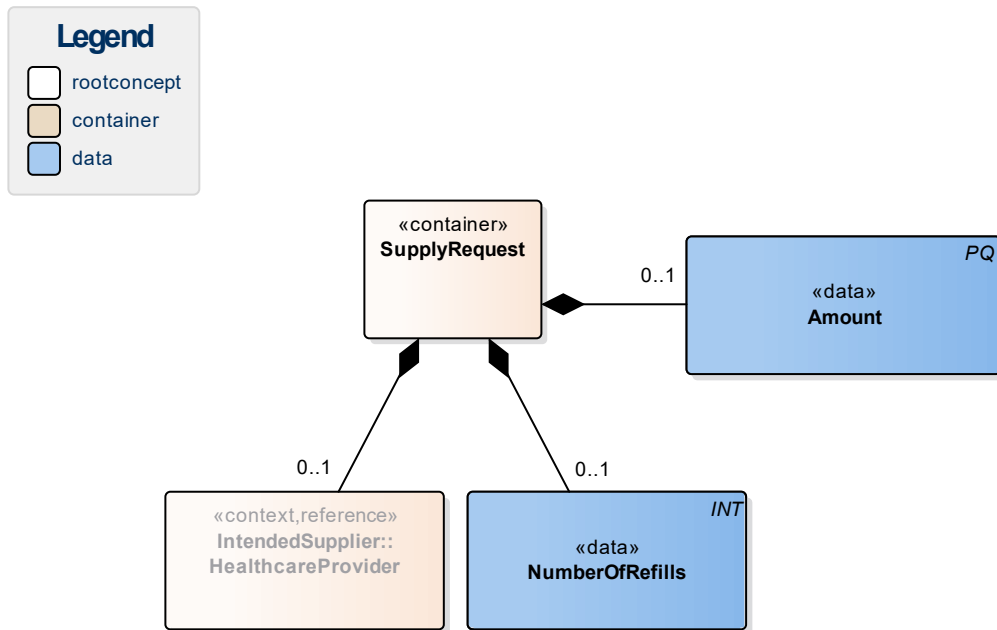 Legend
rootconcept
container
data
«container»
SupplyRequest
0..1
PQ
«data»
Amount
0..1
0..1
«context,reference»
IntendedSupplier::
HealthcareProvider
INT
«data»
NumberOfRefills